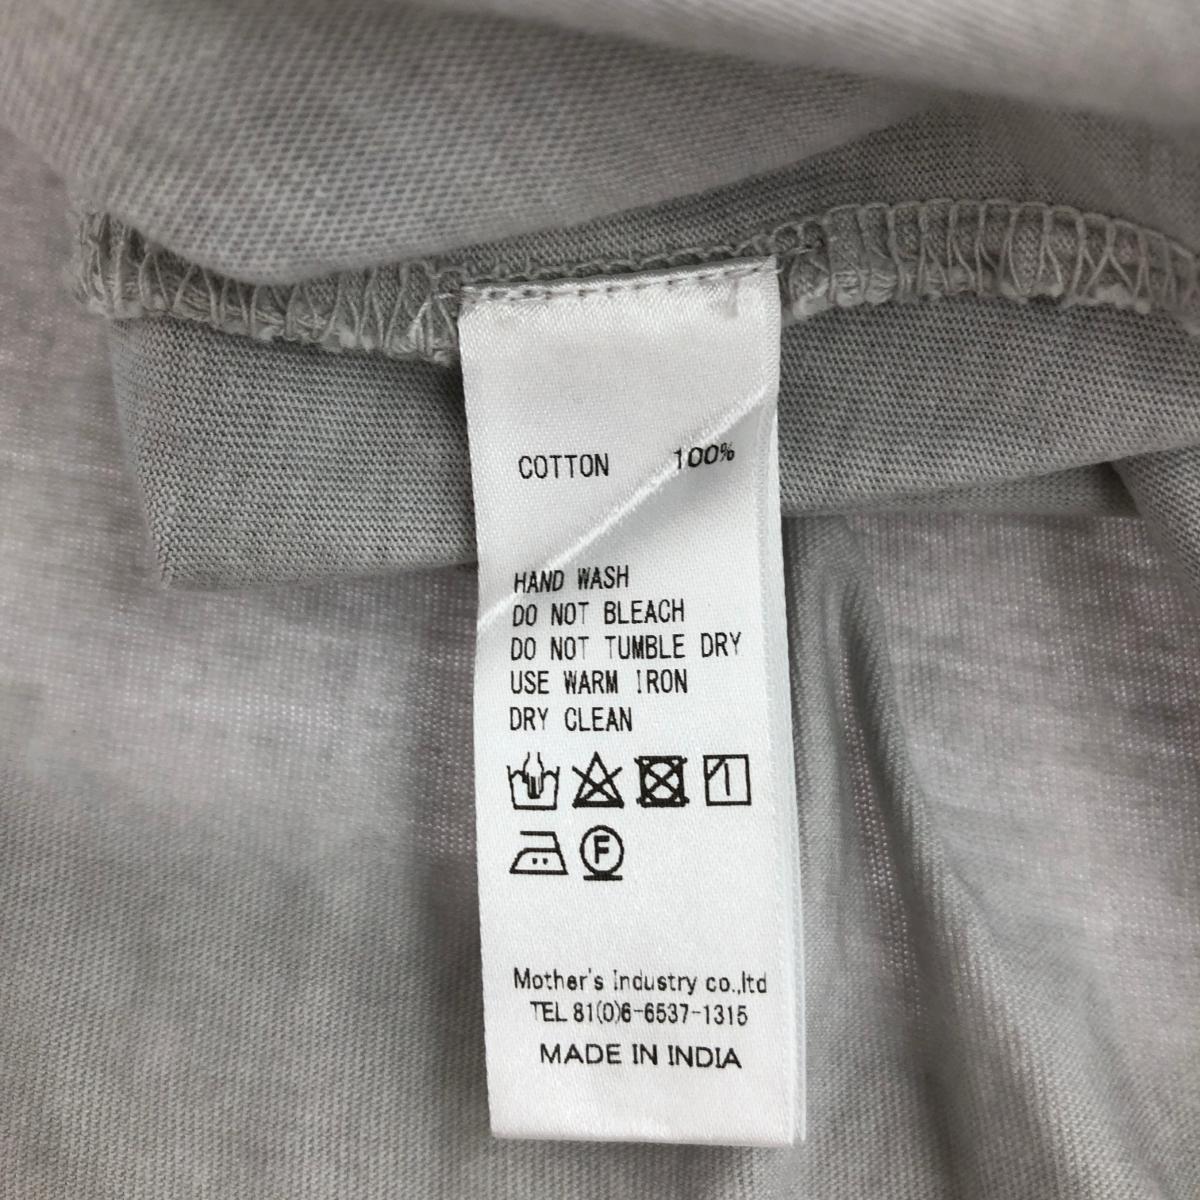 COTTON 100%
HAND WASH
DO NOT BLEACH
DO NOT TUMBLE DRY
USE WARM IRON
DRY CLEAN
F
Mother's Industry co.,ltd
TEL 81(0)6-6537-1315
MADE IN INDIA